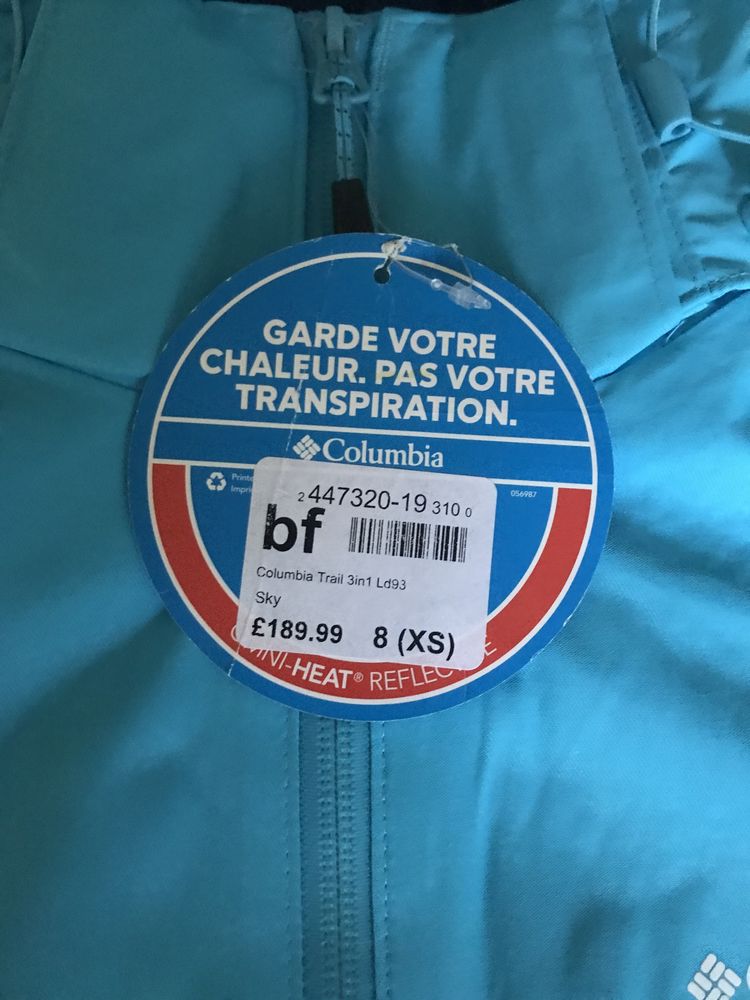 GARDE VOTRE
CHALEUR. PAS VOTRE
TRANSPIRATION.
Columbia
056987
2 447320-19 310 0
bf
Columbia Trail 3in1 Ld93
Sky
£189.99 8 (XS)
HEAT®